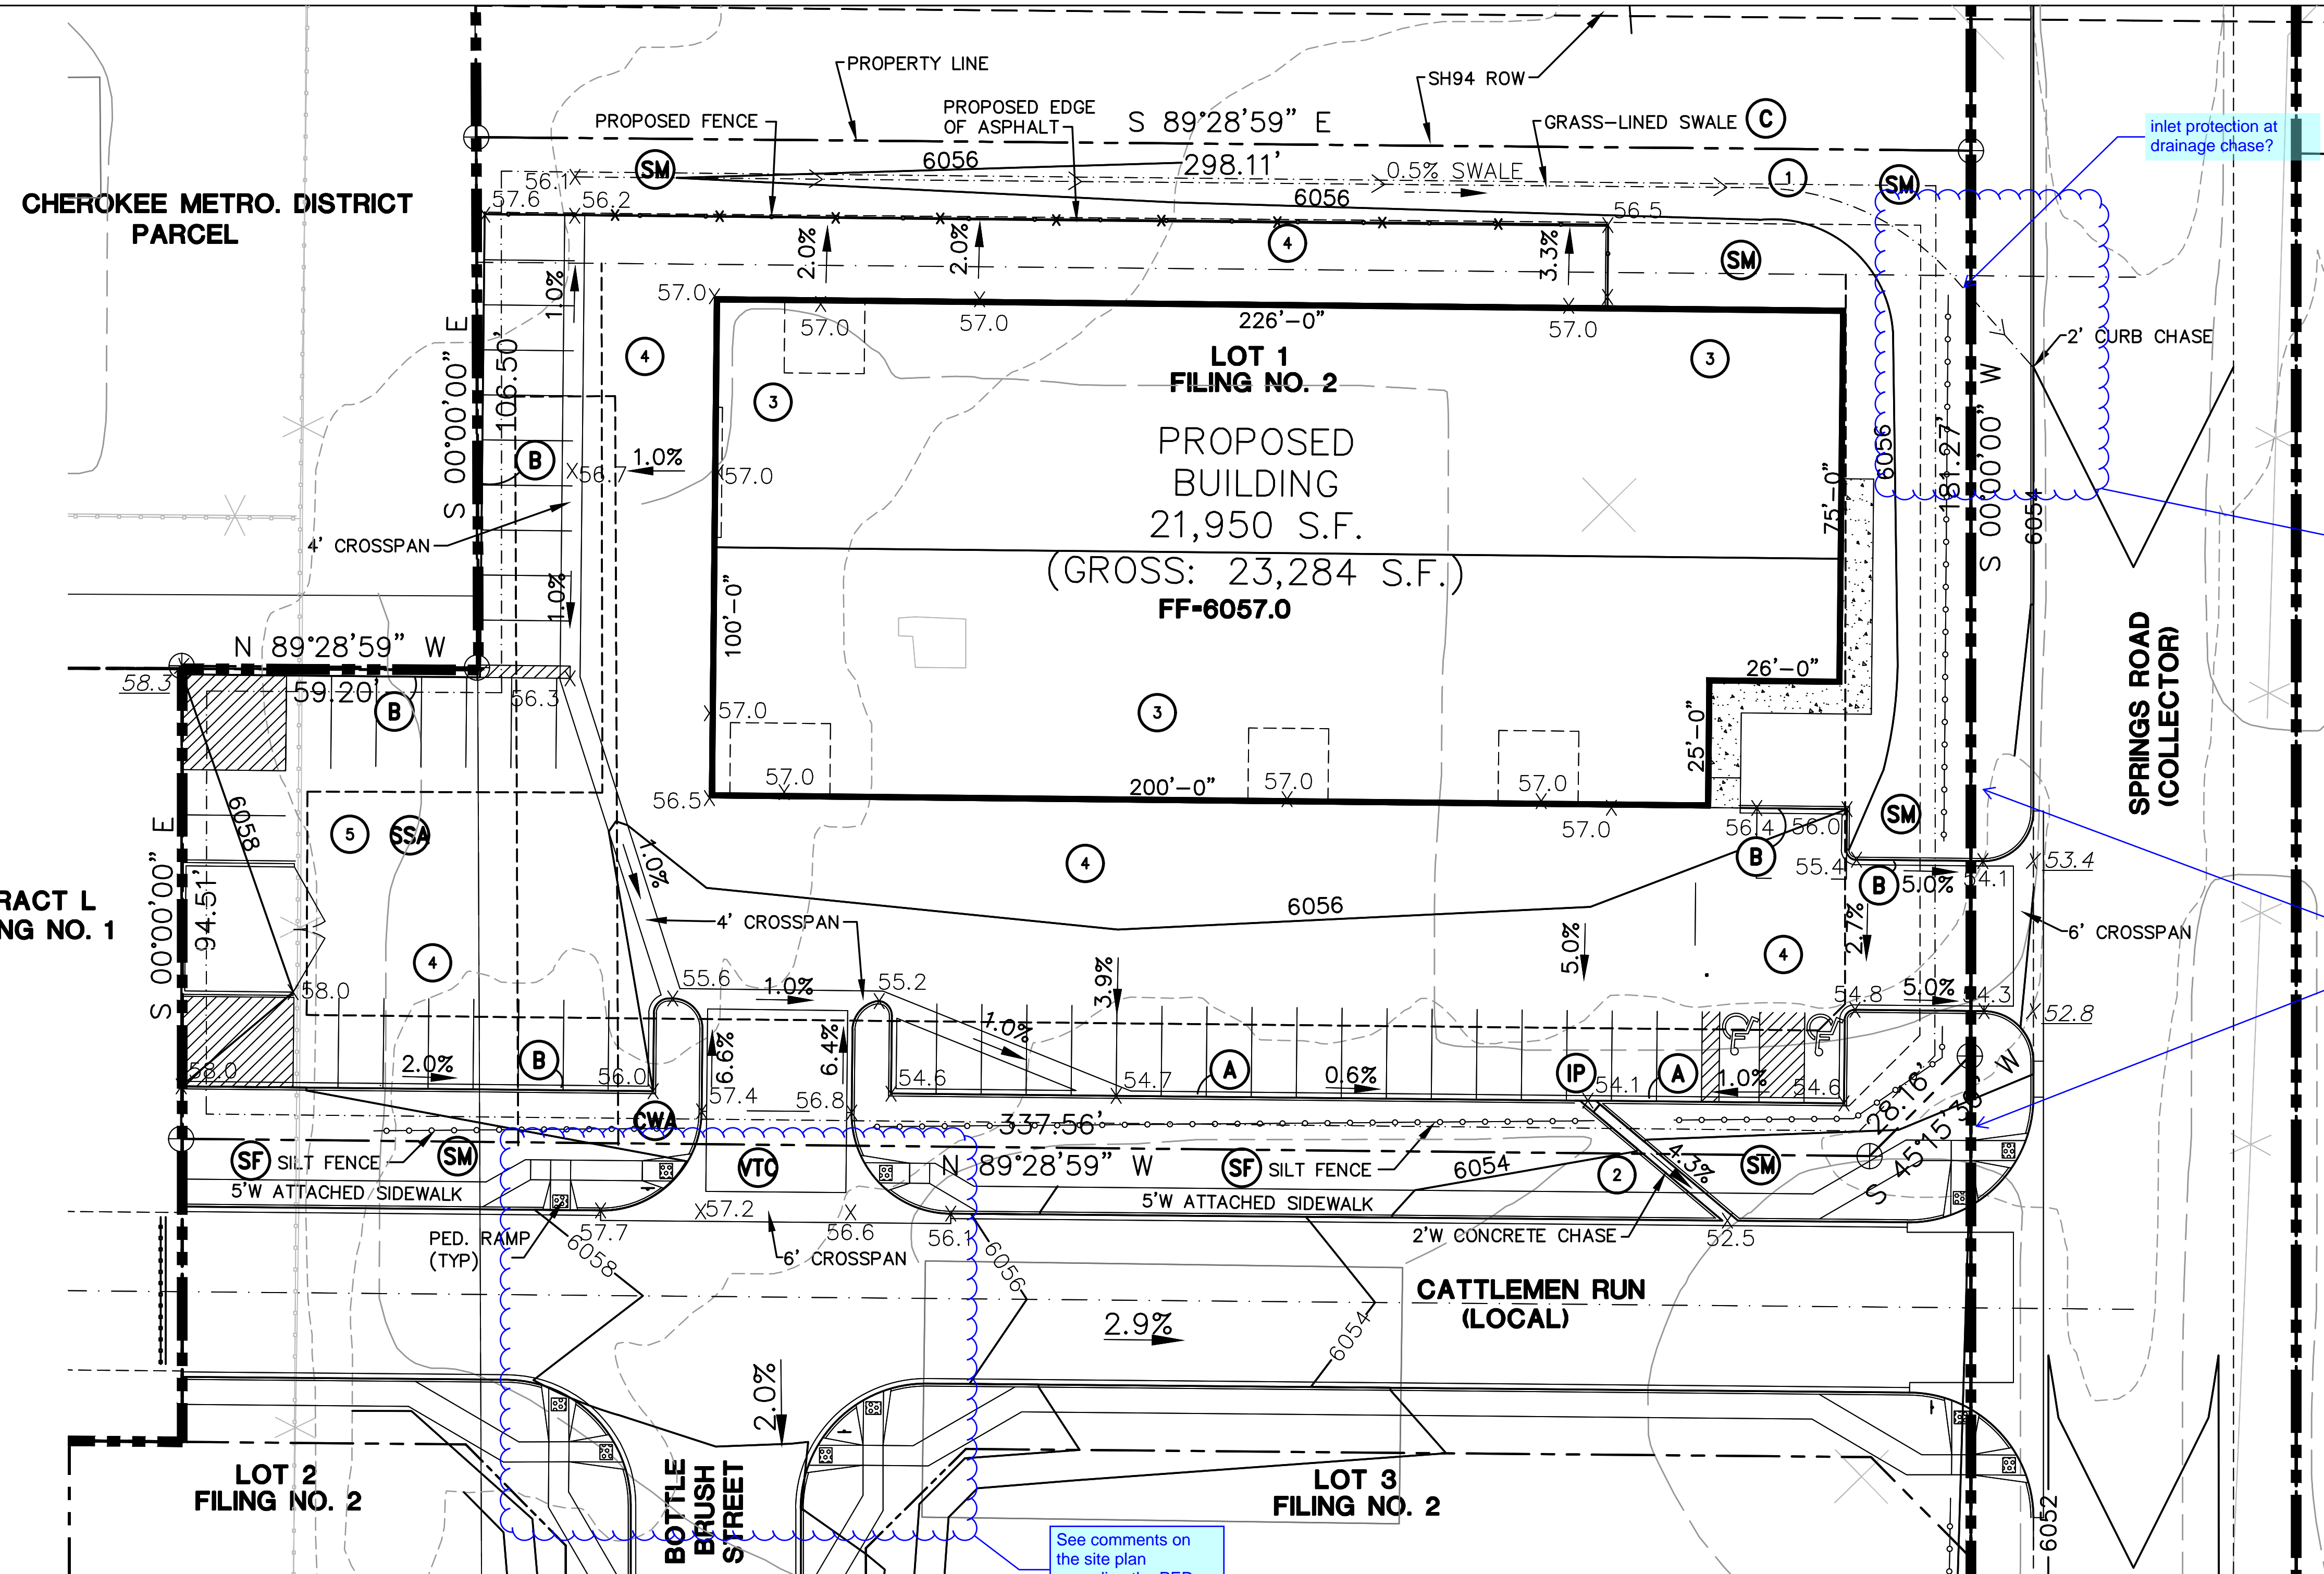 PROPERTY LINE
SH94 ROW
PROPOSED FENCE
PROPOSED EDGE
OF ASPHALT
S 89°28'59" E
GRASS-LINED SWALE
C
inlet protection at
drainage chase?
298.11'
6056
0.5% SWALE
6056
SM
1
SM
56.1
57.6
56.2
56.5
CHEROKEE METRO. DISTRICT
PARCEL
2.0%
2.0%
3.3%
4
SM
1.0%
57.0
57.0
57.0
57.0
226'-0"
LOT 1
FILING NO. 2
4
3
3
2' CURB CHASE
S 00°00'00" E
106.50'
B
56.7
1.0%
57.0
PROPOSED
BUILDING
21,950 S.F.
(GROSS: 23,284 S.F.)
FF=6057.0
75'-0"
6056
181.27'
S 00°00'00" W
6054
4' CROSSPAN
1.0%
100'-0"
N 89°28'59" W
59.20'
58.3
B
56.3
57.0
3
26'-0"
25'-0"
SPRINGS ROAD
(COLLECTOR)
57.0
57.0
57.0
56.5
200'-0"
57.0
56.4
56.0
SM
6058
5
SSA
1.0%
4
B
55.4
B
5.0%
54.1
53.4
S 00°00'00" E
94.51'
RACT L
NG NO. 1
6056
4' CROSSPAN
6' CROSSPAN
2.7%
4
58.0
55.6
1.0%
55.2
3.9%
5.0%
4
54.8
5.0%
54.3
52.8
58.0
2.0%
B
56.0
6.6%
6.4%
1.0%
54.6
54.7
A
0.6%
IP
54.1
A
1.0%
54.6
57.4
56.8
CWA
337.56'
28.16'
S 45°15'39" W
SF
SILT FENCE
SM
VTC
N 89°28'59" W
SF
SILT FENCE
6054
2
4.3%
SM
5'W ATTACHED SIDEWALK
5'W ATTACHED SIDEWALK
PED. RAMP
(TYP)
57.7
57.2
56.6
56.1
6' CROSSPAN
2'W CONCRETE CHASE
52.5
6058
6056
6054
CATTLEMEN RUN
(LOCAL)
2.9%
2.0%
LOT 2
FILING NO. 2
BOTTLE
BRUSH
STREET
LOT 3
FILING NO. 2
6052
See comments on
the site plan